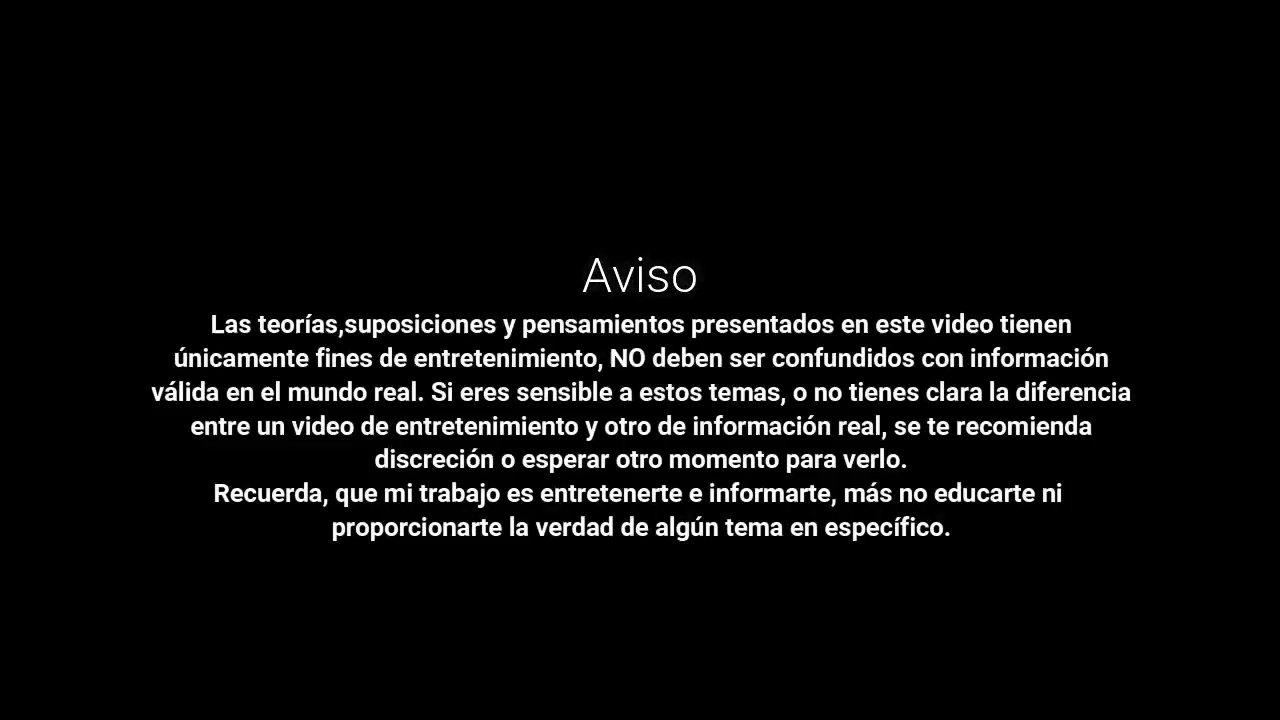 Aviso
Las teorías,suposiciones y pensamientos presentados en este video tienen
únicamente fines de entretenimiento, NO deben ser confundidos con información
válida en el mundo real. Si eres sensible a estos temas, o no tienes clara la diferencia
entre un video de entretenimiento y otro de información real, se te recomienda
discreción o esperar otro momento para verlo.
Recuerda, que mi trabajo es entretenerte e informarte, más no educarte ni
proporcionarte la verdad de algún tema en específico.